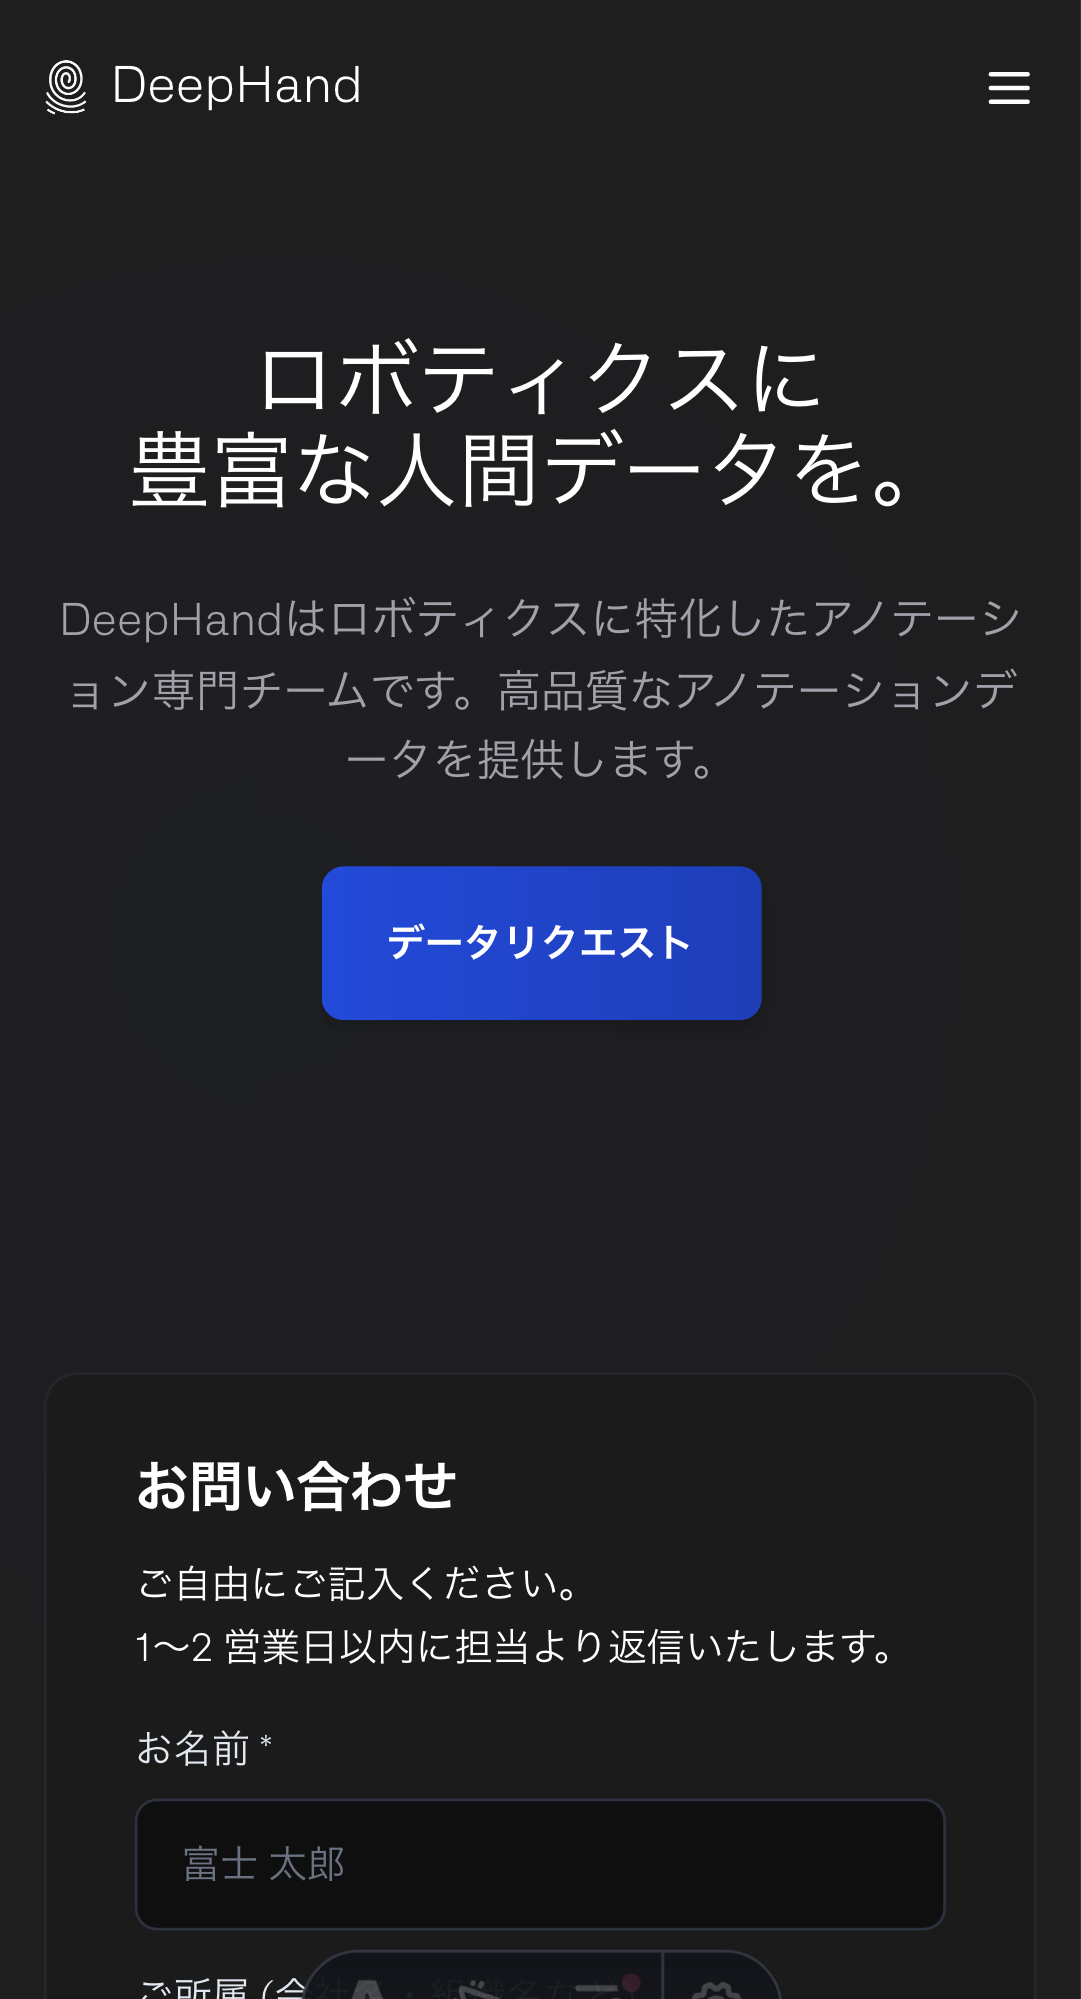 DeepHand
ロボティクスに
豊富な人間データを。
DeepHandはロボティクスに特化したアノテーシ
ョン専門チームです。高品質なアノテーションデ
ータを提供します。
データリクエスト
お問い合わせ
ご自由にご記入ください。
1〜2 営業日以内に担当より返信いたします。
お名前 *
富士 太郎
ご所属 (会社